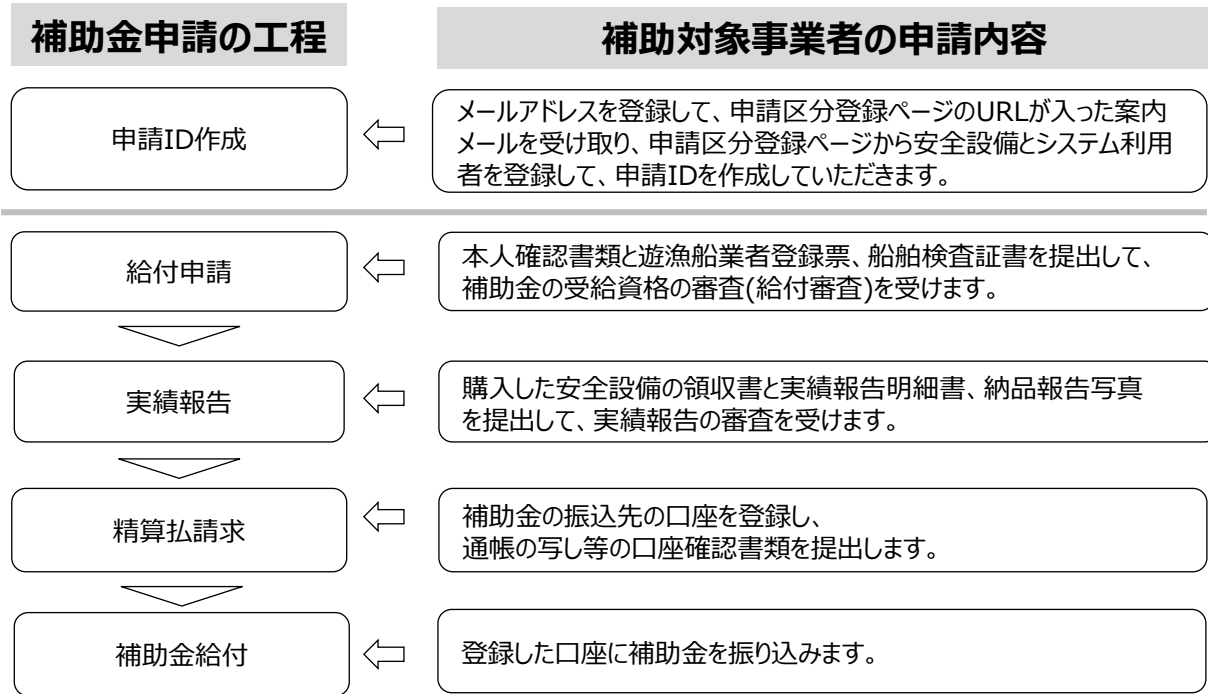 補助金申請の工程
補助対象事業者の申請内容
申請ID作成
メールアドレスを登録して、申請区分登録ページのURLが入った案内
メールを受け取り、申請区分登録ページから安全設備とシステム利用
者を登録して、申請IDを作成していただきます。
給付申請
本人確認書類と遊漁船業者登録票、船舶検査証書を提出して、
補助金の受給資格の審査(給付審査)を受けます。
実績報告
購入した安全設備の領収書と実績報告明細書、納品報告写真
を提出して、実績報告の審査を受けます。
精算払請求
補助金の振込先の口座を登録し、
通帳の写し等の口座確認書類を提出します。
補助金給付
登録した口座に補助金を振り込みます。